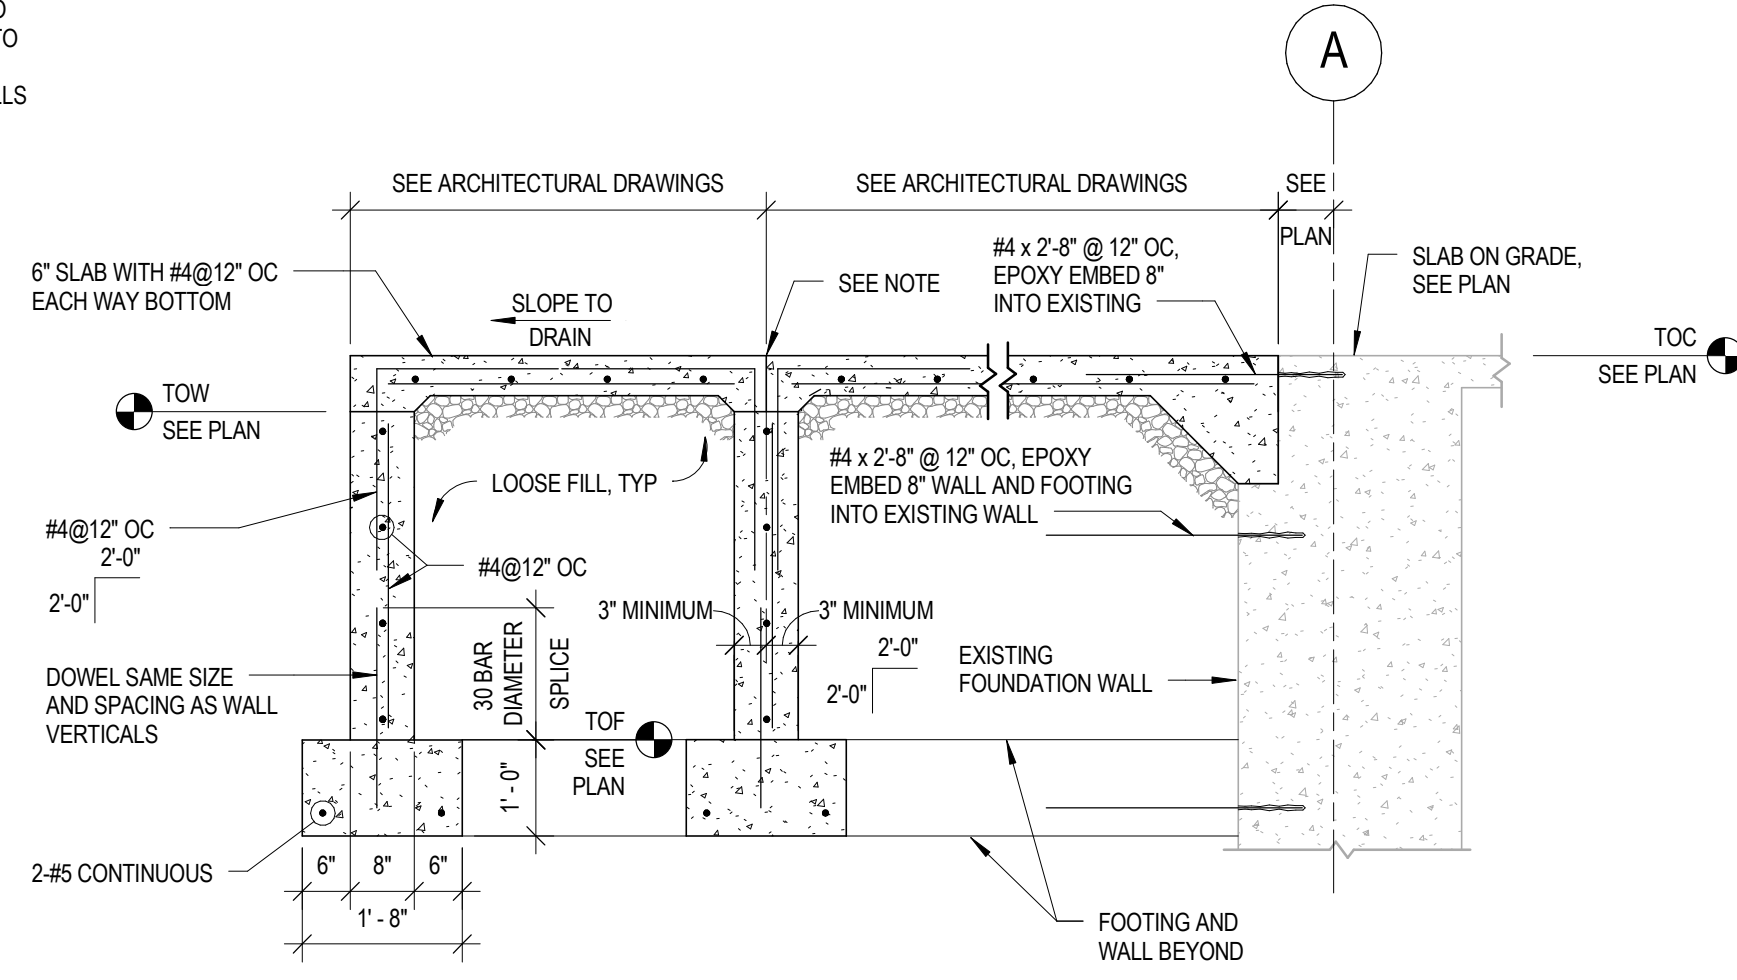 TO
LLS
A
SEE ARCHITECTURAL DRAWINGS
SEE ARCHITECTURAL DRAWINGS
SEE
PLAN
6" SLAB WITH #4@12" OC
EACH WAY BOTTOM
SLOPE TO
DRAIN
SEE NOTE
#4 x 2'-8" @ 12" OC,
EPOXY EMBED 8"
INTO EXISTING
SLAB ON GRADE,
SEE PLAN
TOC
SEE PLAN
TOW
SEE PLAN
LOOSE FILL, TYP
#4 x 2'-8" @ 12" OC, EPOXY
EMBED 8" WALL AND FOOTING
INTO EXISTING WALL
#4@12" OC
2'-0"
2'-0"
#4@12" OC
3" MINIMUM
3" MINIMUM
30 BAR
DIAMETER
SPLICE
2'-0"
2'-0"
EXISTING
FOUNDATION WALL
DOWEL SAME SIZE
AND SPACING AS WALL
VERTICALS
TOF
SEE
PLAN
1' - 0"
2-#5 CONTINUOUS
6"
8"
6"
1' - 8"
FOOTING AND
WALL BEYOND